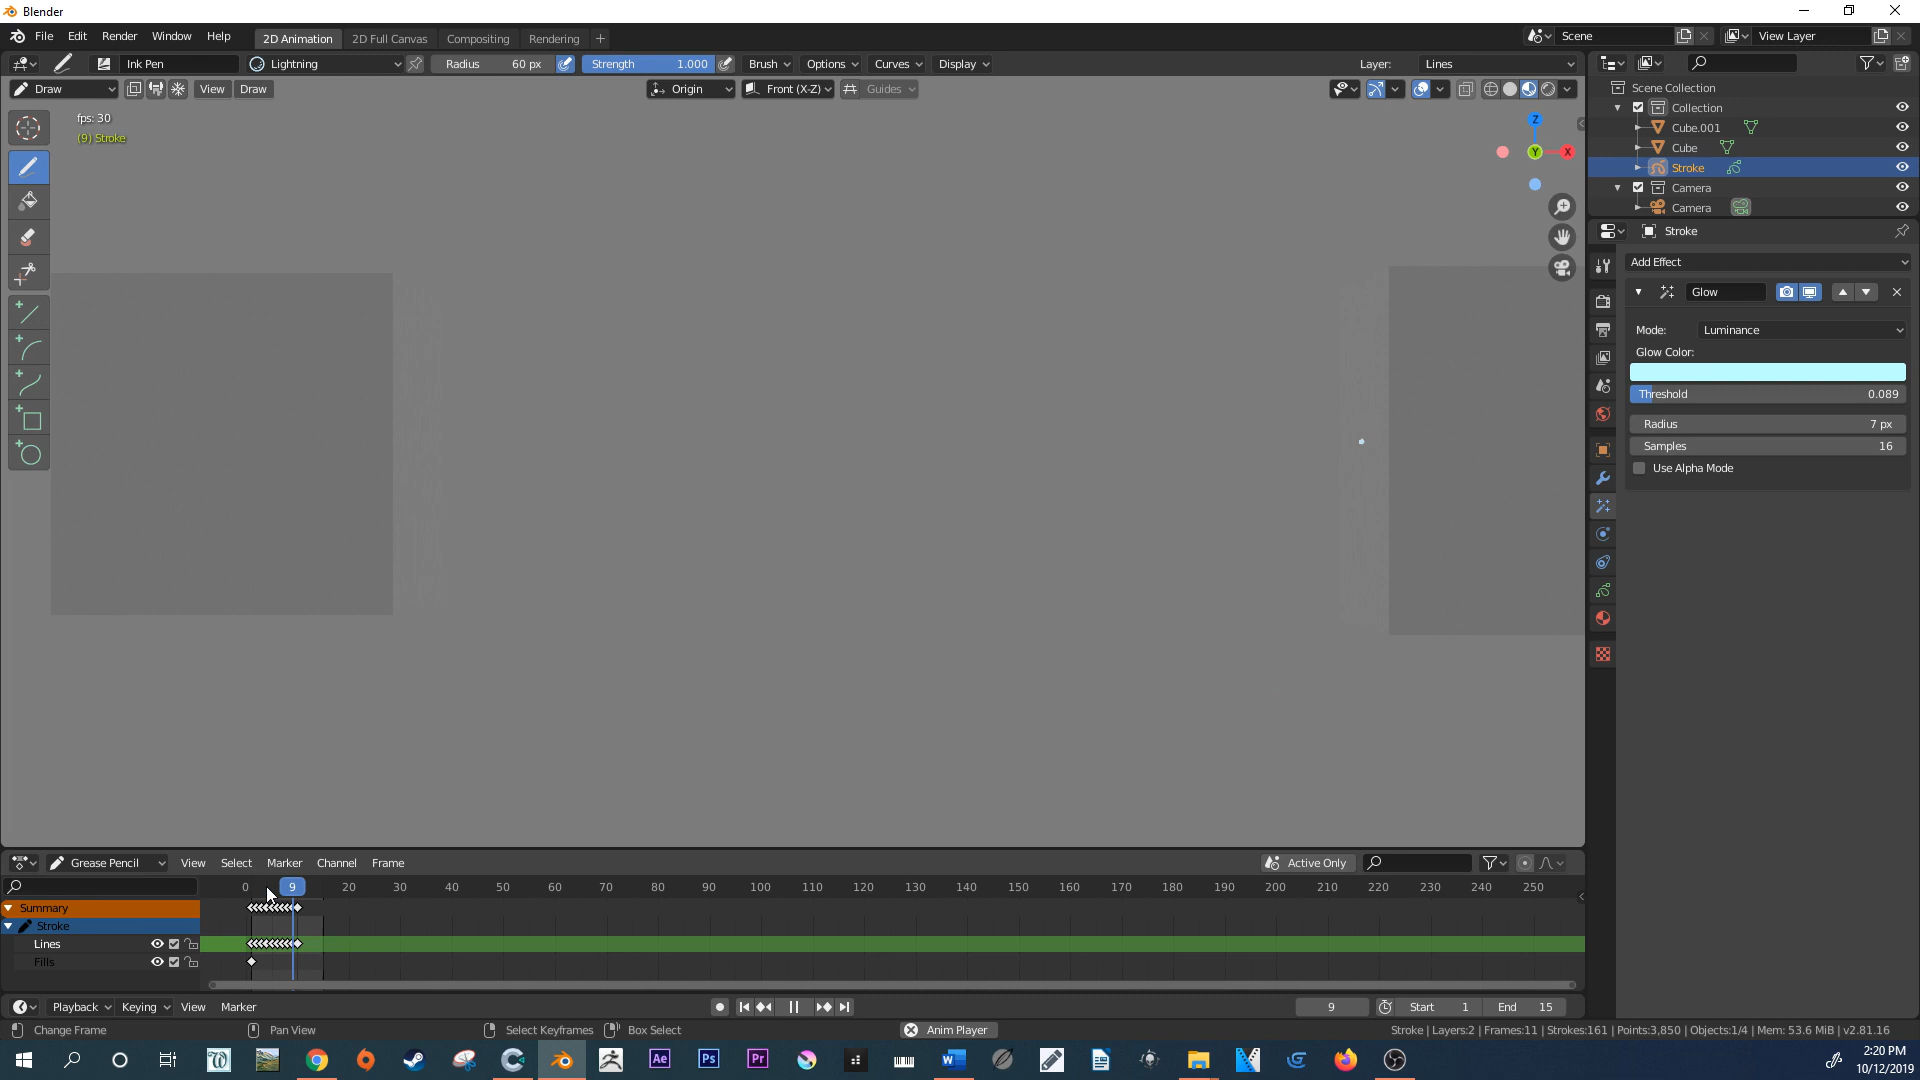 Blender
File Edit Render Window Help 2D Animation 2D Full Canvas Compositing Rendering + Scene View Layer
Ink Pen Lightning Radius 60 px Strength 1.000 Brush Options Curves Display Layer: Lines
Draw View Draw Origin Front (X-Z) Guides
fps: 30
(9) Stroke
Z
Y X
Scene Collection
Collection
Cube.001
Cube
Stroke
Camera
Camera
Stroke
Add Effect
Glow
Mode: Luminance
Glow Color:
Threshold 0.089
Radius 7 px
Samples 16
Use Alpha Mode
Grease Pencil View Select Marker Channel Frame Active Only
0 9 20 30 40 50 60 70 80 90 100 110 120 130 140 150 160 170 180 190 200 210 220 230 240 250
Summary
Stroke
Lines
Fills
Playback Keying View Marker 9 Start 1 End 15
Change Frame Pan View Select Keyframes Box Select Anim Player Stroke | Layers:2 | Frames:11 | Strokes:161 | Points:3,850 | Objects:1/4 | Mem: 53.6 MiB | v2.81.16
Ae Ps Pr
2:20 PM
10/12/2019